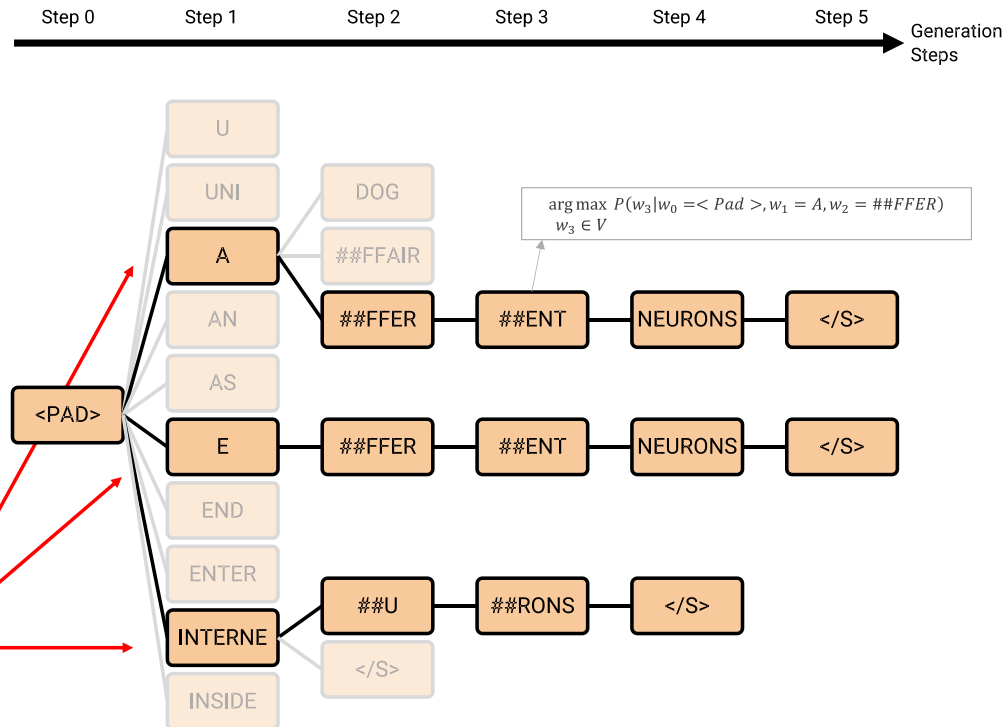 Step 0 Step 1 Step 2 Step 3 Step 4 Step 5
Generation
Steps
U
UNI
DOG
arg max P(w₃|w₀ =< Pad >, w₁ = A, w₂ = ##FFER)
w₃ ∈ V
A
##FFAIR
AN
##FFER
##ENT
NEURONS
</S>
AS
<PAD>
E
##FFER
##ENT
NEURONS
</S>
END
ENTER
##U
##RONS
</S>
INTERNE
</S>
INSIDE